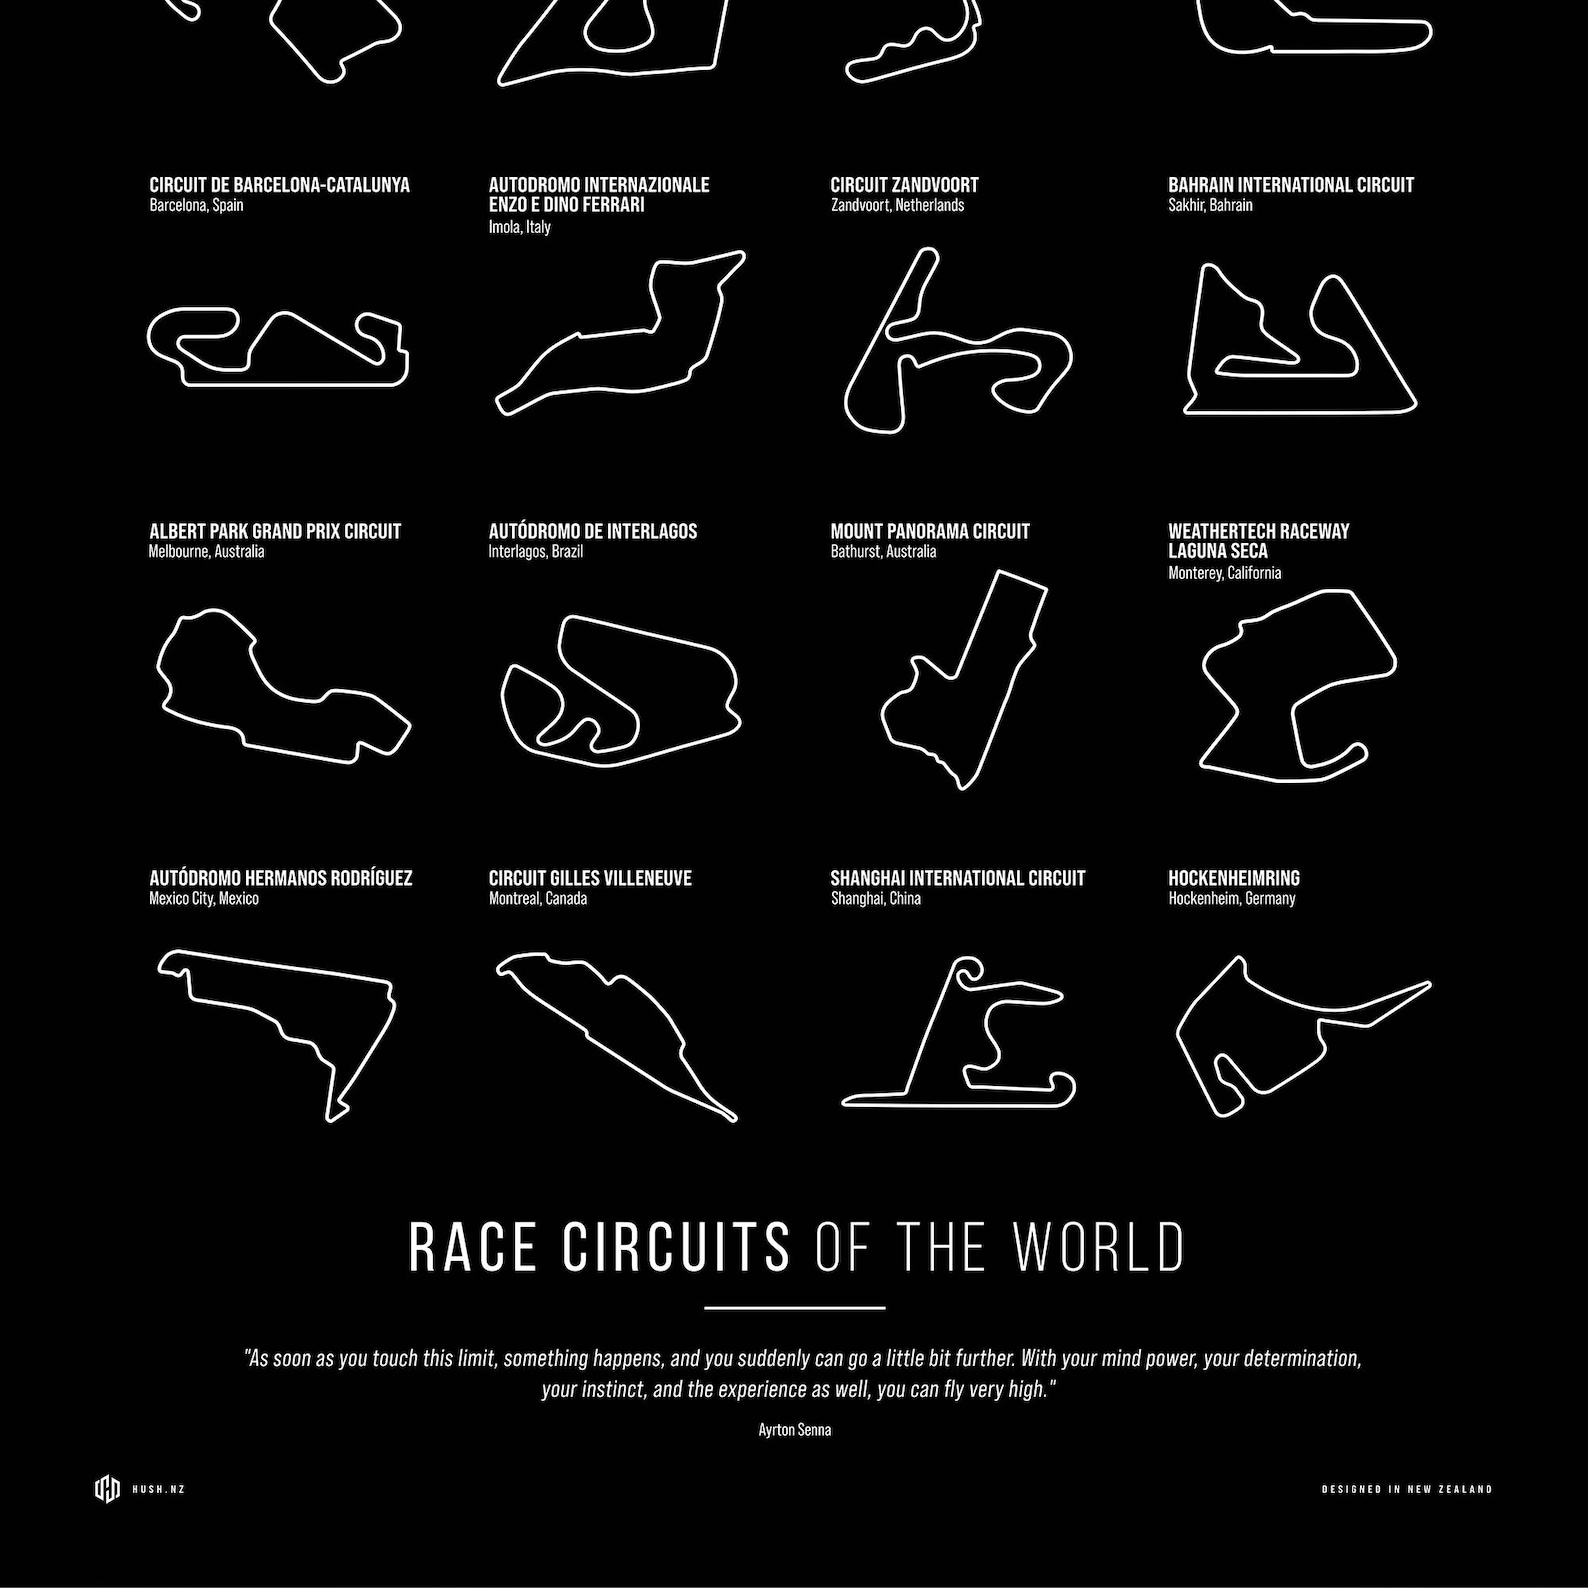 CIRCUIT DE BARCELONA-CATALUNYA
Barcelona, Spain
AUTODROMO INTERNAZIONALE
ENZO E DINO FERRARI
Imola, Italy
CIRCUIT ZANDVOORT
Zandvoort, Netherlands
BAHRAIN INTERNATIONAL CIRCUIT
Sakhir, Bahrain
ALBERT PARK GRAND PRIX CIRCUIT
Melbourne, Australia
AUTÓDROMO DE INTERLAGOS
Interlagos, Brazil
MOUNT PANORAMA CIRCUIT
Bathurst, Australia
WEATHERTECH RACEWAY
LAGUNA SECA
Monterey, California
AUTÓDROMO HERMANOS RODRÍGUEZ
Mexico City, Mexico
CIRCUIT GILLES VILLENEUVE
Montreal, Canada
SHANGHAI INTERNATIONAL CIRCUIT
Shanghai, China
HOCKENHEIMRING
Hockenheim, Germany
RACE CIRCUITS OF THE WORLD
"As soon as you touch this limit, something happens, and you suddenly can go a little bit further. With your mind power, your determination,
your instinct, and the experience as well, you can fly very high."
Ayrton Senna
HUSH.NZ
DESIGNED IN NEW ZEALAND